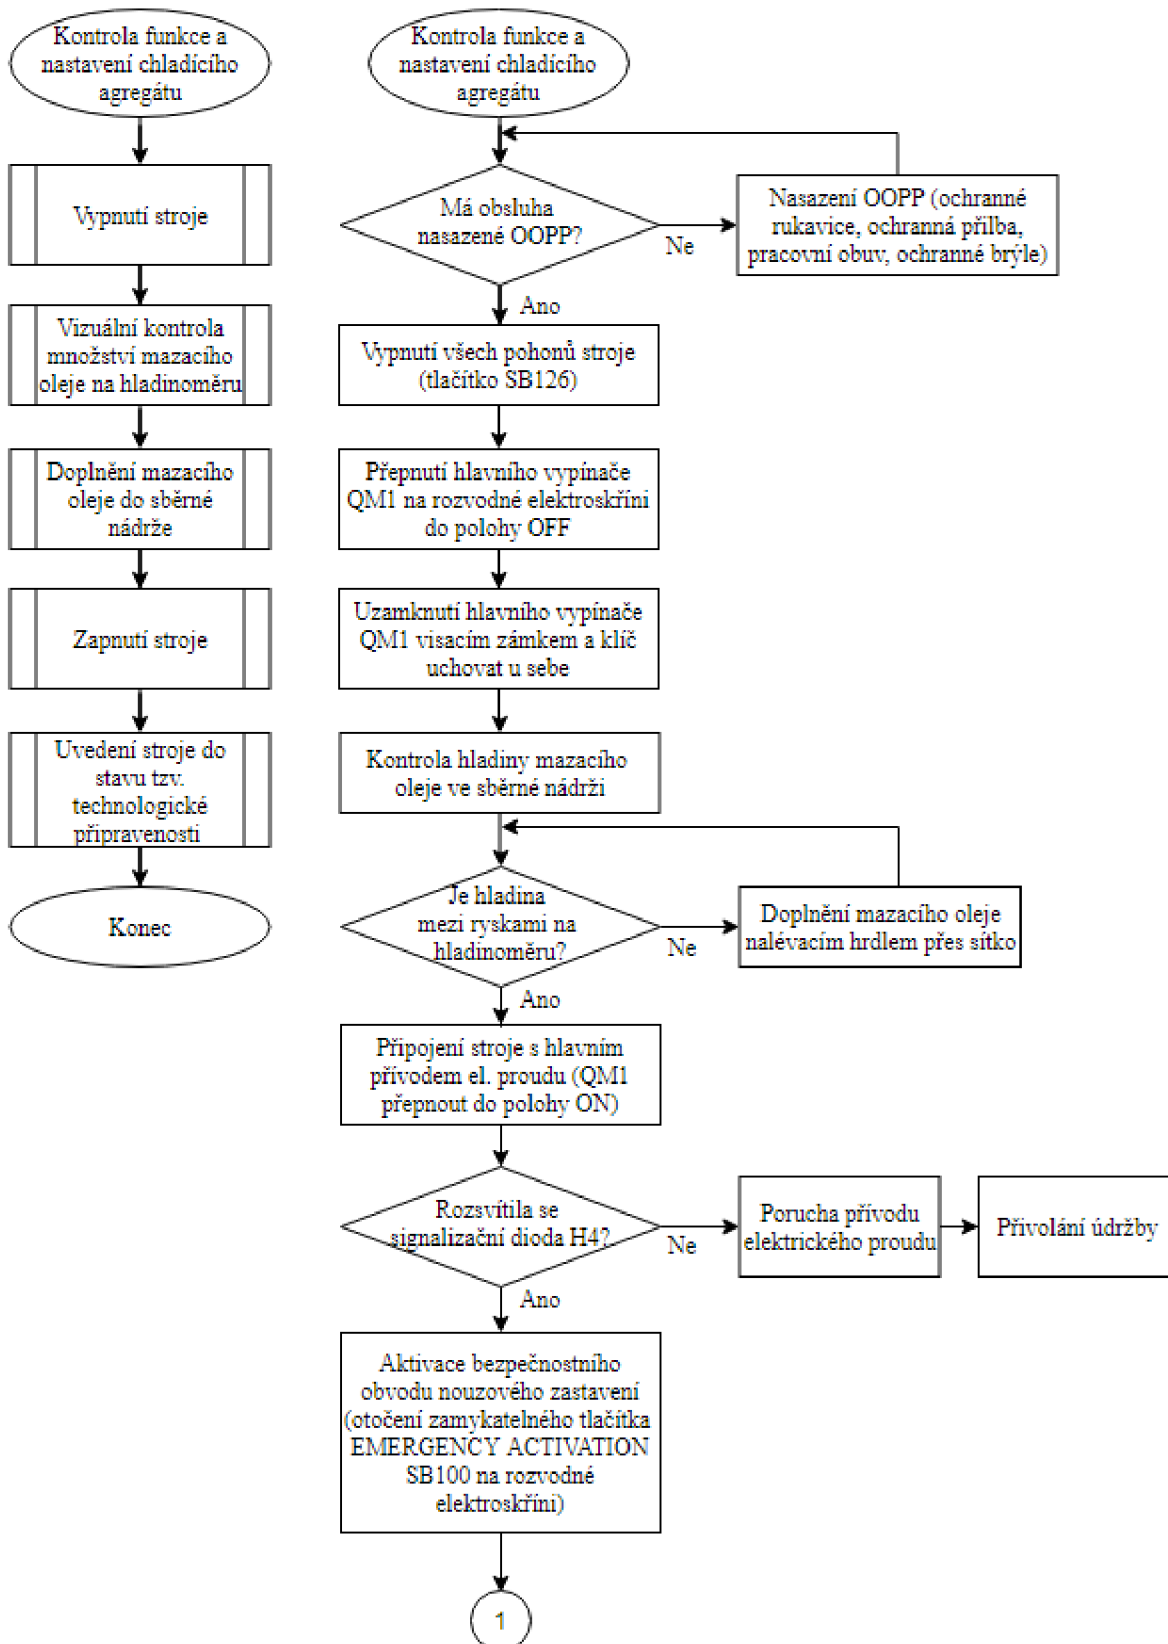 Kontrola funkce a
nastavení chladícího
agregátu
Vypnutí stroje
Vizuální kontrola
množství mazacího
oleje na hladinoměru
Doplnění mazacího
oleje do sběrné
nádrže
Zapnutí stroje
Uvedení stroje do
stavu tzv.
technologické
připravenosti
Konec
Kontrola funkce a
nastavení chladícího
agregátu
Má obsluha
nasazené OOPP?
Ne
Nasazení OOPP (ochranné
rukavice, ochranná přilba,
pracovní obuv, ochranné brýle)
Ano
Vypnutí všech pohonů stroje
(tlačítko SB126)
Přepnutí hlavního vypínače
QM1 na rozvodné elektroskříni
do polohy OFF
Uzamknutí hlavního vypínače
QM1 visacím zámkem a klíč
uchovat u sebe
Kontrola hladiny mazacího
oleje ve sběrné nádrži
Je hladina
mezi ryskami na
hladinoměru?
Ne
Doplnění mazacího oleje
nalévacím hrdlem přes sítko
Ano
Připojení stroje s hlavním
přívodem el. proudu (QM1
přepnout do polohy ON)
Rozsvítila se
signalizační dioda H4?
Ne
Porucha přívodu
elektrického proudu
Přivolání údržby
Ano
Aktivace bezpečnostního
obvodu nouzového zastavení
(otočení zamykatelného tlačítka
EMERGENCY ACTIVATION
SB100 na rozvodné
elektroskříni)
1